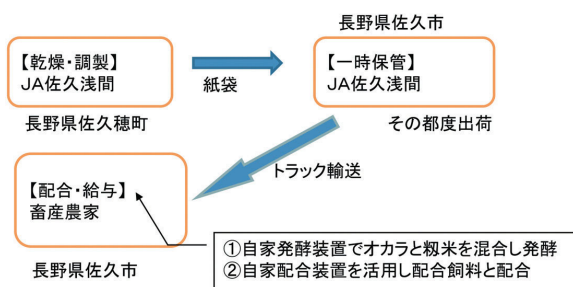 長野県佐久市
【乾燥・調製】
JA佐久浅間
紙袋
【一時保管】
JA佐久浅間
長野県佐久穂町
その都度出荷
トラック輸送
【配合・給与】
畜産農家
①自家発酵装置でオカラと籾米を混合し発酵
②自家配合装置を活用し配合飼料と配合
長野県佐久市